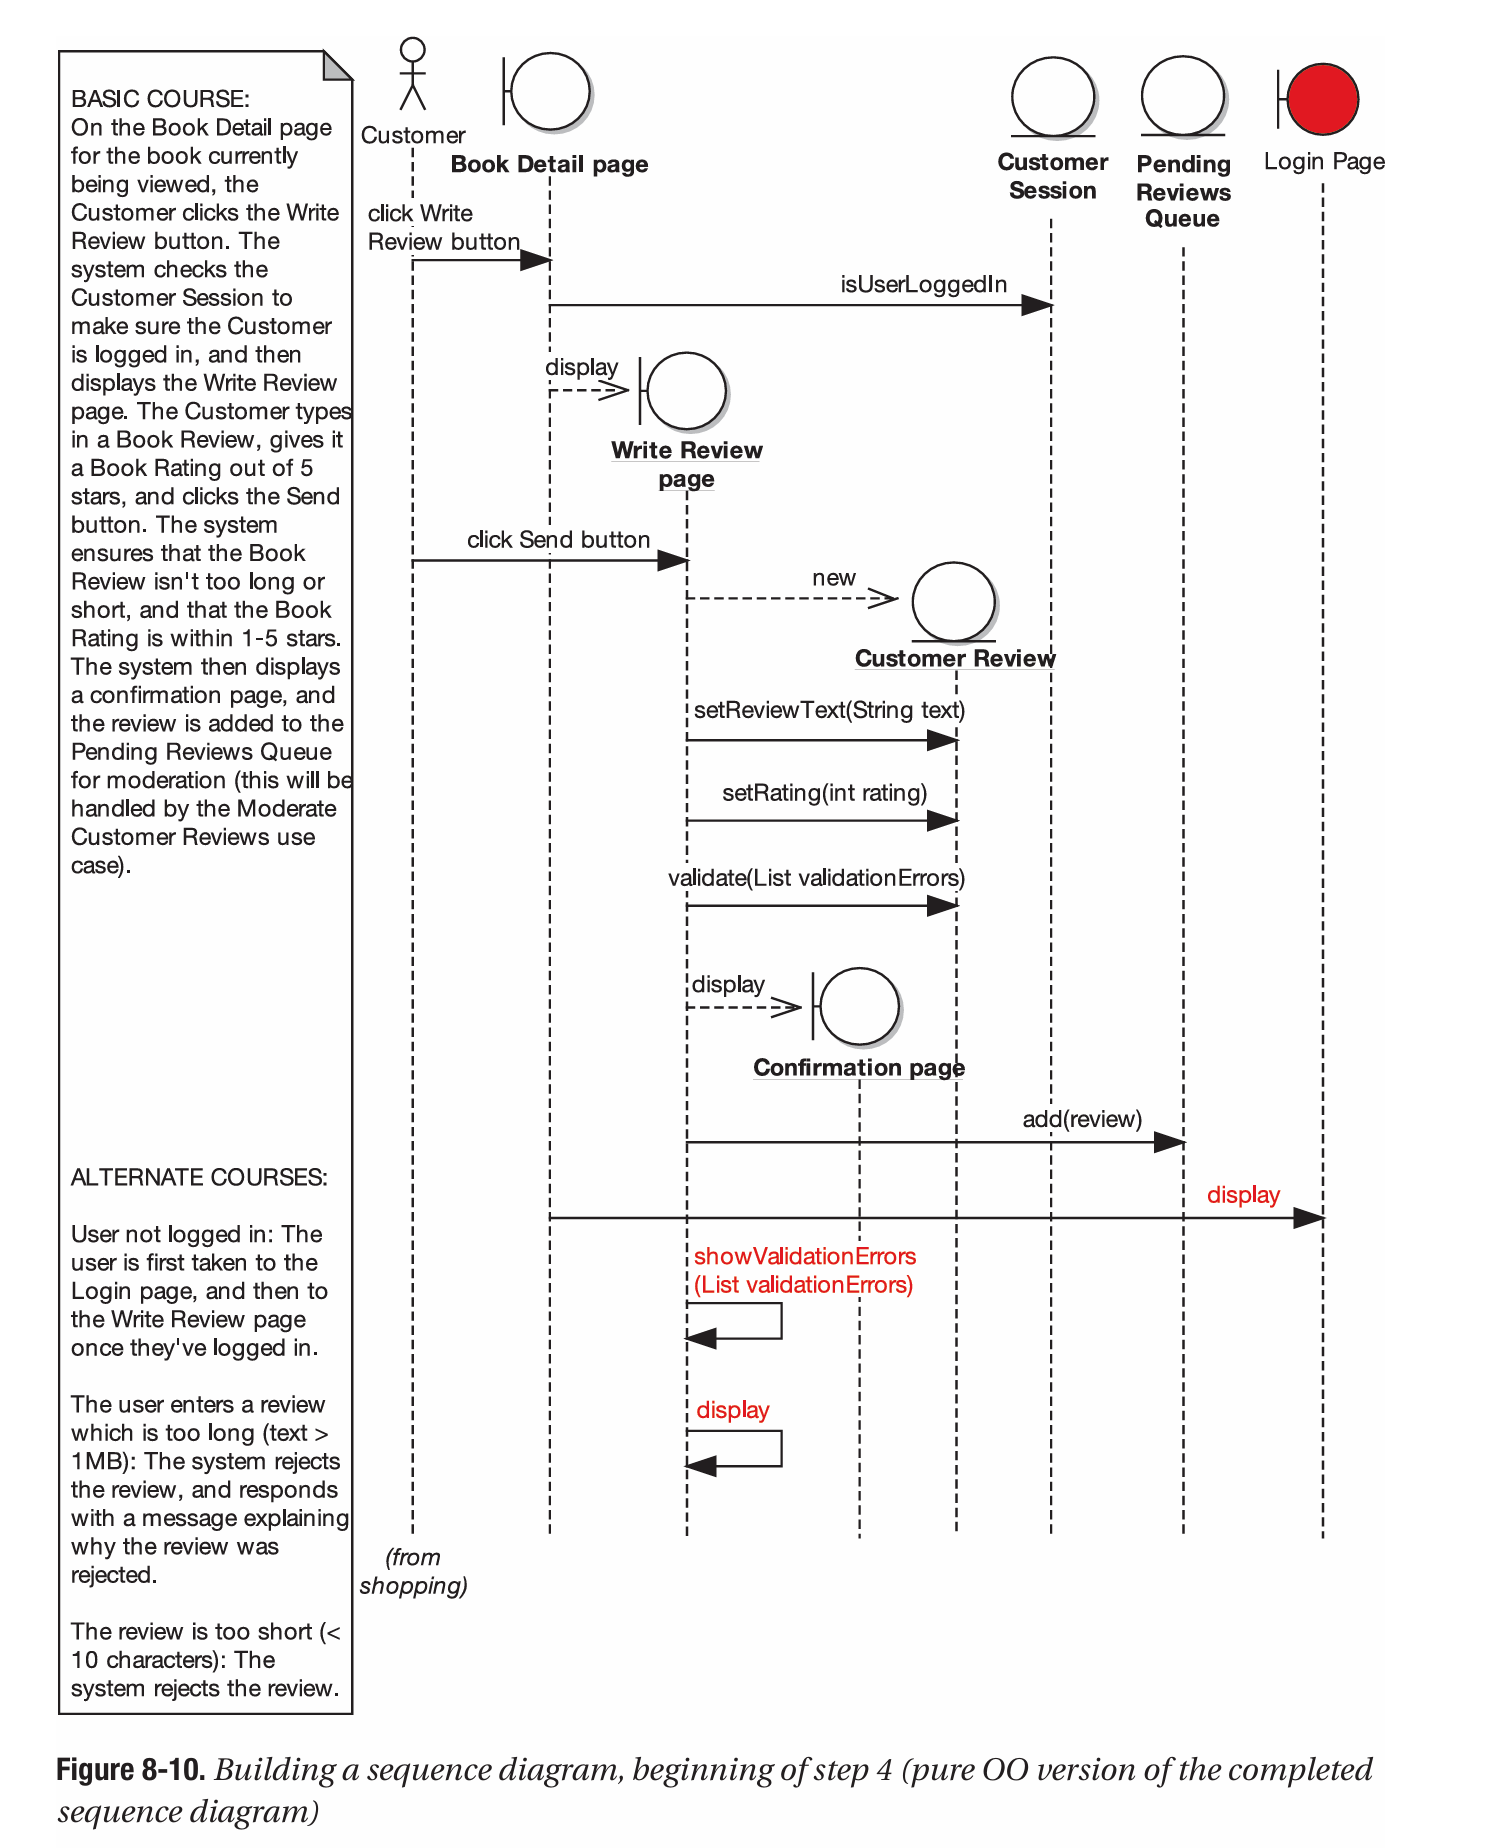 BASIC COURSE:
On the Book Detail page
for the book currently
being viewed, the
Customer clicks the Write
Review button. The
system checks the
Customer Session to
make sure the Customer
is logged in, and then
displays the Write Review
page. The Customer types
in a Book Review, gives it
a Book Rating out of 5
stars, and clicks the Send
button. The system
ensures that the Book
Review isn't too long or
short, and that the Book
Rating is within 1-5 stars.
The system then displays
a confirmation page, and
the review is added to the
Pending Reviews Queue
for moderation (this will be
handled by the Moderate
Customer Reviews use
case).
ALTERNATE COURSES:
User not logged in: The
user is first taken to the
Login page, and then to
the Write Review page
once they've logged in.
The user enters a review
which is too long (text >
1MB): The system rejects
the review, and responds
with a message explaining
why the review was
rejected.
The review is too short (<
10 characters): The
system rejects the review.
Customer
Book Detail page
Customer
Session
Pending
Reviews
Queue
Login Page
click Write
Review button
isUserLoggedIn
display
Write Review
page
click Send button
new
Customer Review
setReviewText(String text)
setRating(int rating)
validate(List validationErrors)
display
Confirmation page
add(review)
display
showValidationErrors
(List validationErrors)
display
(from
shopping)
Figure 8-10. Building a sequence diagram, beginning of step 4 (pure OO version of the completed
sequence diagram)